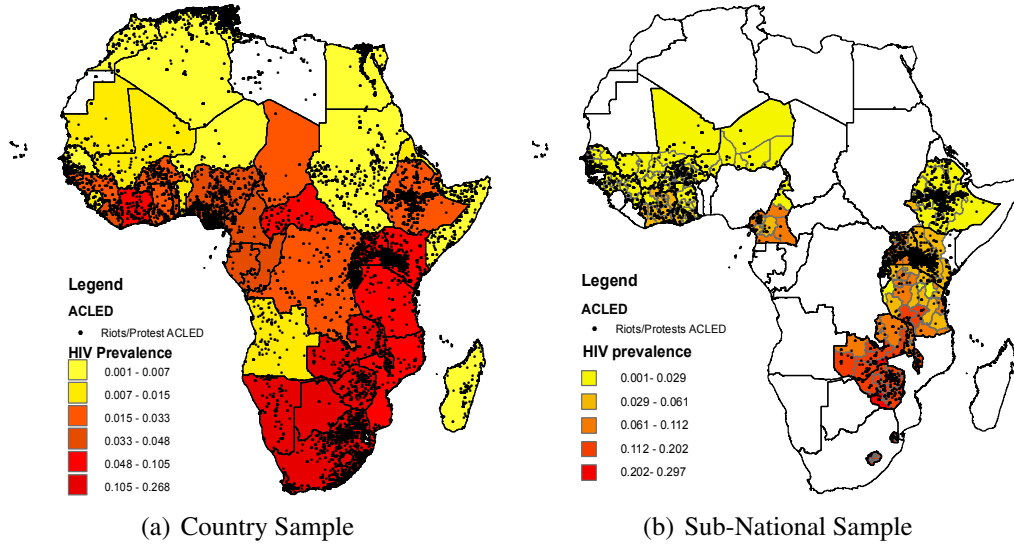 Legend
ACLED
Riots/Protest ACLED
HIV Prevalence
0.001 - 0.007
0.007 - 0.015
0.015 - 0.033
0.033 - 0.048
0.048 - 0.105
0.105 - 0.268
(a) Country Sample
Legend
ACLED
Riots/Protests ACLED
HIV prevalence
0.001- 0.029
0.029 - 0.061
0.061 - 0.112
0.112 - 0.202
0.202- 0.297
(b) Sub-National Sample